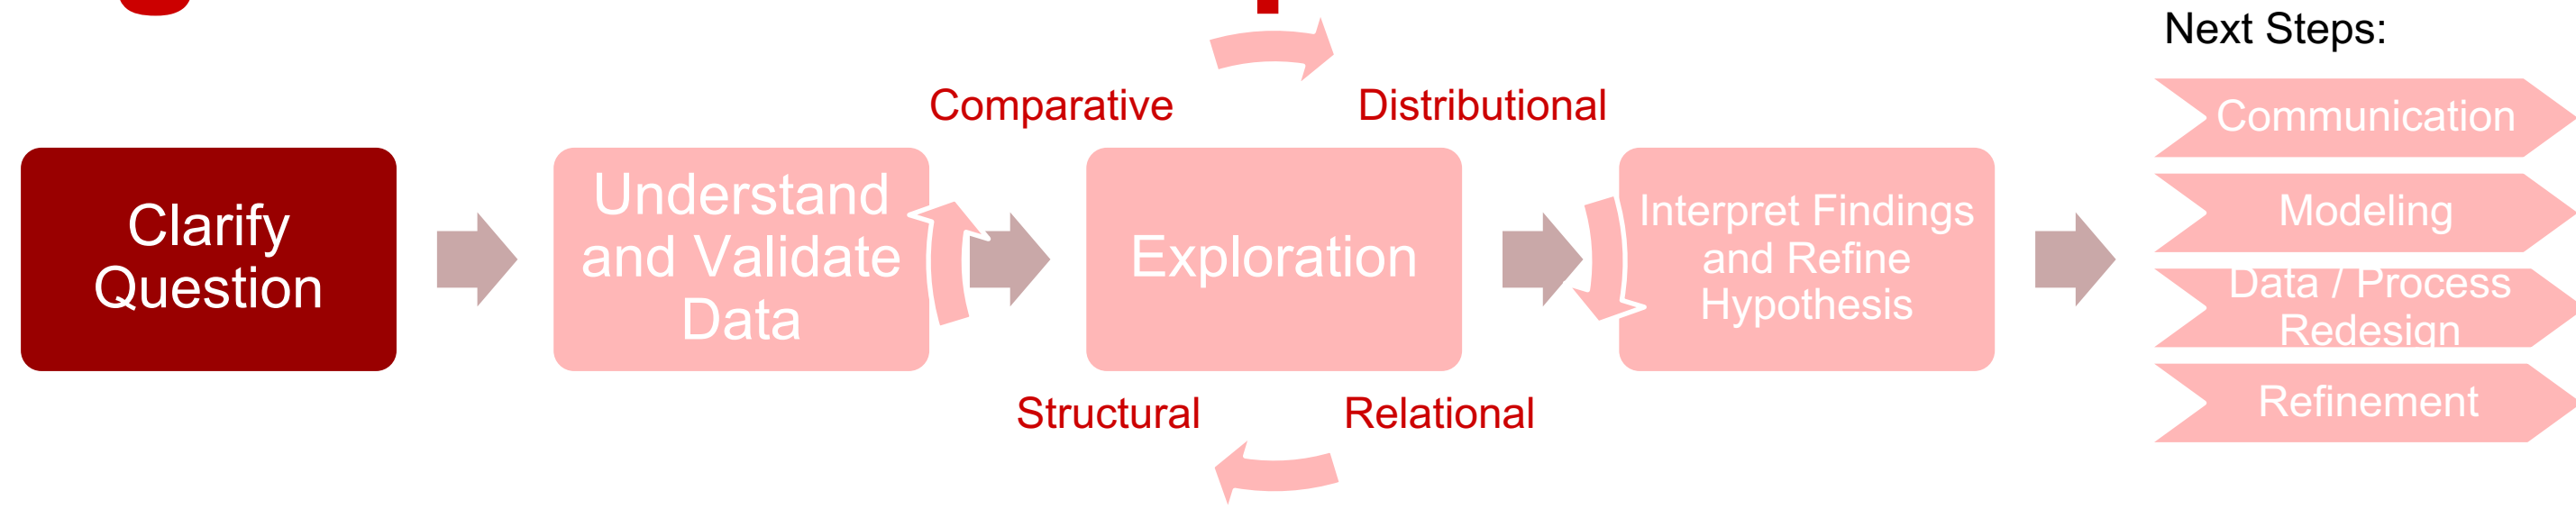 Next Steps:
Comparative
Distributional
Clarify
Question
Understand
and Validate
Data
Exploration
Interpret Findings
and Refine
Hypothesis
Communication
Modeling
Data / Process
Redesign
Refinement
Structural
Relational